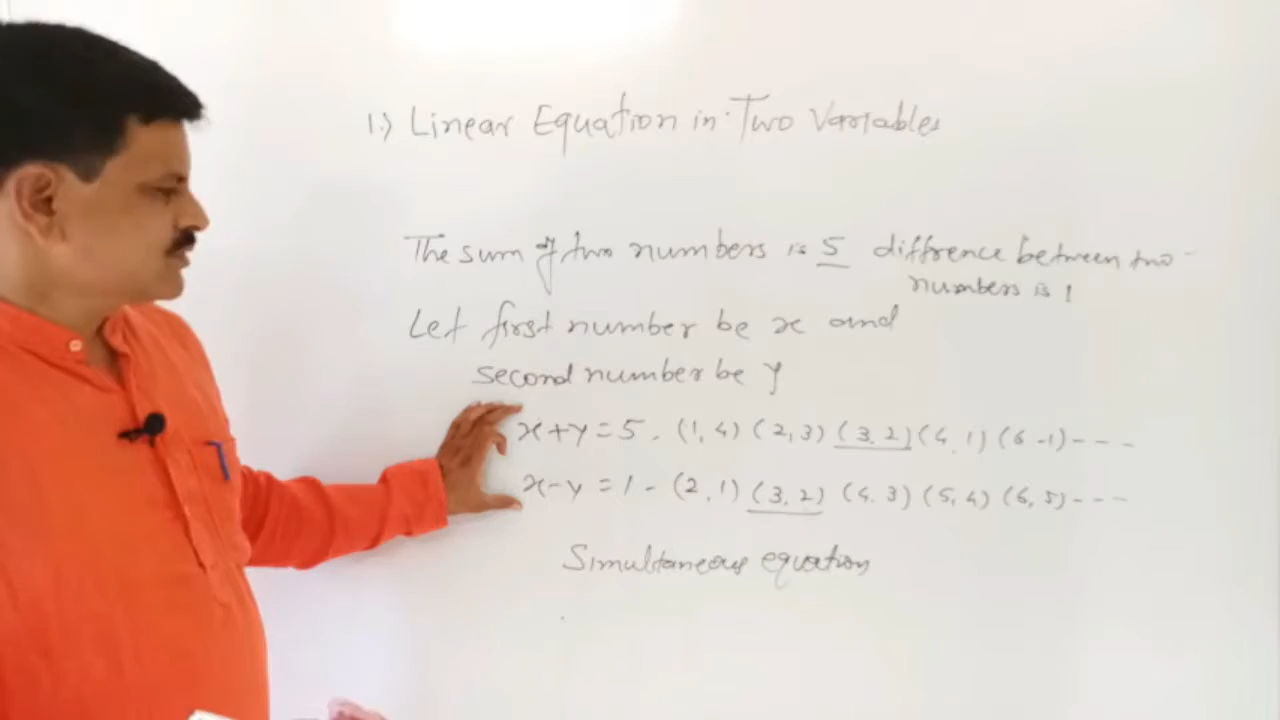 1.) Linear Equation in Two Variables
The sum of two numbers is 5 diffrence between two
numbers is 1
Let first number be x and
second number be y
x+y=5 - (1,4) (2,3) (3,2) (4,1) (6 -1)----
x-y=1- (2,1) (3,2) (4,3) (5,4) (6,5)----
Simultaneous equation